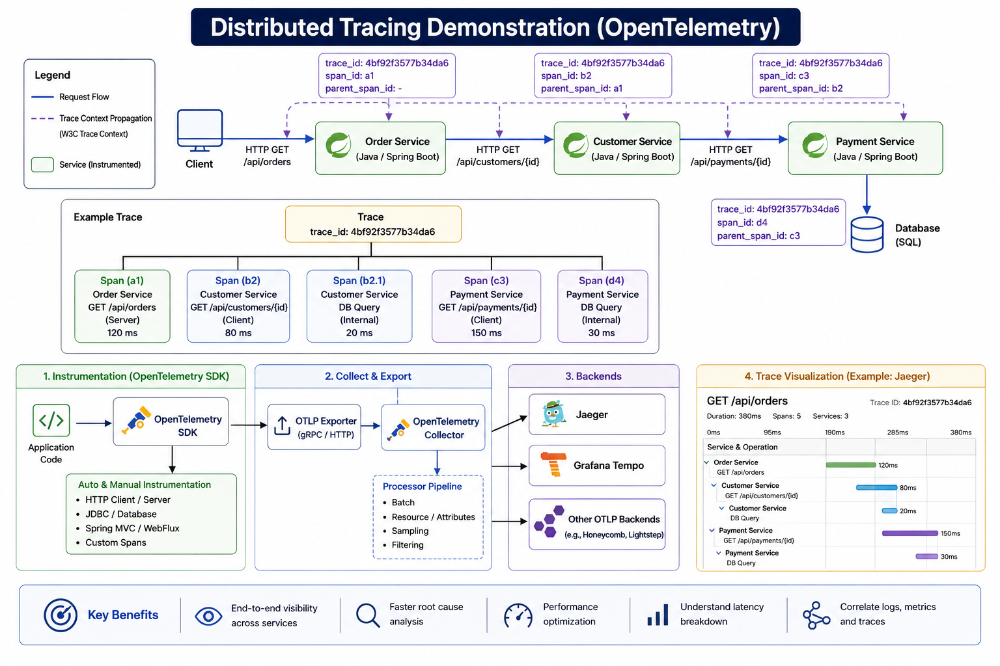 Distributed Tracing Demonstration (OpenTelemetry)
Legend
Request Flow
Trace Context Propagation
(W3C Trace Context)
Service (Instrumented)
trace_id: 4bf92f3577b34da6
span_id: a1
parent_span_id: -
trace_id: 4bf92f3577b34da6
span_id: b2
parent_span_id: a1
trace_id: 4bf92f3577b34da6
span_id: c3
parent_span_id: b2
Client
HTTP GET
/api/orders
Order Service
(Java / Spring Boot)
HTTP GET
/api/customers/{id}
Customer Service
(Java / Spring Boot)
HTTP GET
/api/payments/{id}
Payment Service
(Java / Spring Boot)
trace_id: 4bf92f3577b34da6
span_id: d4
parent_span_id: c3
Database
(SQL)
Example Trace
Trace
trace_id: 4bf92f3577b34da6
Span (a1)
Order Service
GET /api/orders
(Server)
120 ms
Span (b2)
Customer Service
GET /api/customers/{id}
(Client)
80 ms
Span (b2.1)
Customer Service
DB Query
(Internal)
20 ms
Span (c3)
Payment Service
GET /api/payments/{id}
(Client)
150 ms
Span (d4)
Payment Service
DB Query
(Internal)
30 ms
1. Instrumentation (OpenTelemetry SDK)
</>
Application
Code
OpenTelemetry
SDK
Auto & Manual Instrumentation
• HTTP Client / Server
• JDBC / Database
• Spring MVC / WebFlux
• Custom Spans
2. Collect & Export
OTLP Exporter
(gRPC / HTTP)
OpenTelemetry
Collector
Processor Pipeline
• Batch
• Resource / Attributes
• Sampling
• Filtering
3. Backends
Jaeger
Grafana Tempo
Other OTLP Backends
(e.g., Honeycomb, Lightstep)
4. Trace Visualization (Example: Jaeger)
GET /api/orders
Trace ID: 4bf92f3577b34da6
Duration: 380ms Spans: 5 Services: 3
0ms 95ms 190ms 285ms 380ms
Service & Operation
Order Service
GET /api/orders
120ms
Customer Service
GET /api/customers/{id}
80ms
Customer Service
DB Query
20ms
Payment Service
GET /api/payments/{id}
150ms
Payment Service
DB Query
30ms
Key Benefits
End-to-end visibility
across services
Faster root cause
analysis
Performance
optimization
Understand latency
breakdown
Correlate logs, metrics
and traces